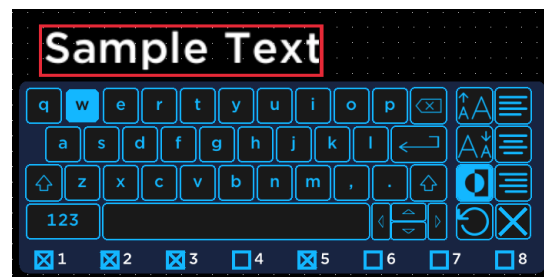 Sample Text
q w e r t y u i o p
A A
a s d f g h j k l
A A
z x c v b n m , .
123
1 2 3 4 5 6 7 8